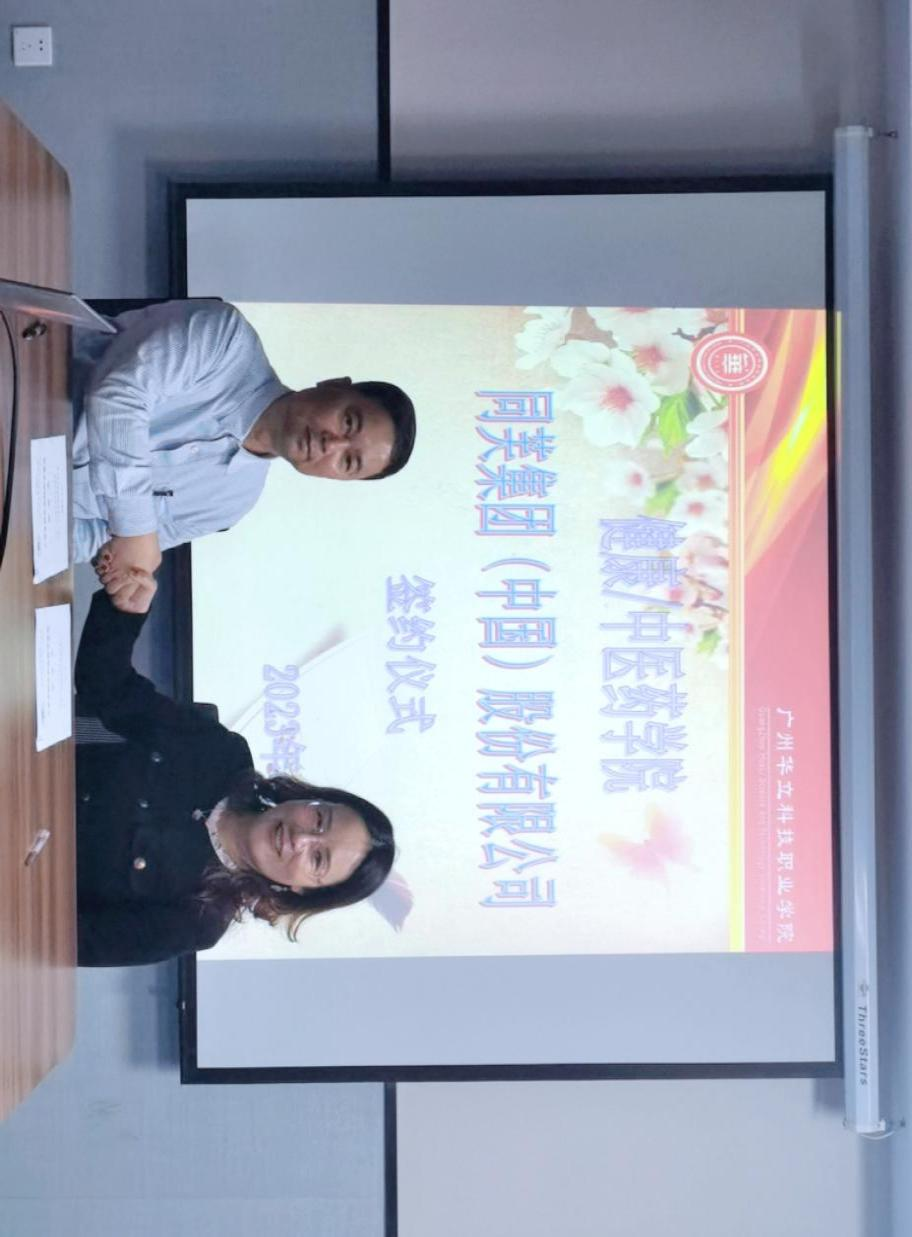 广州华立科技职业学院
健康/中医药学院
同芙集团（中国）股份有限公司
签约仪式
2023年
ThreeStars